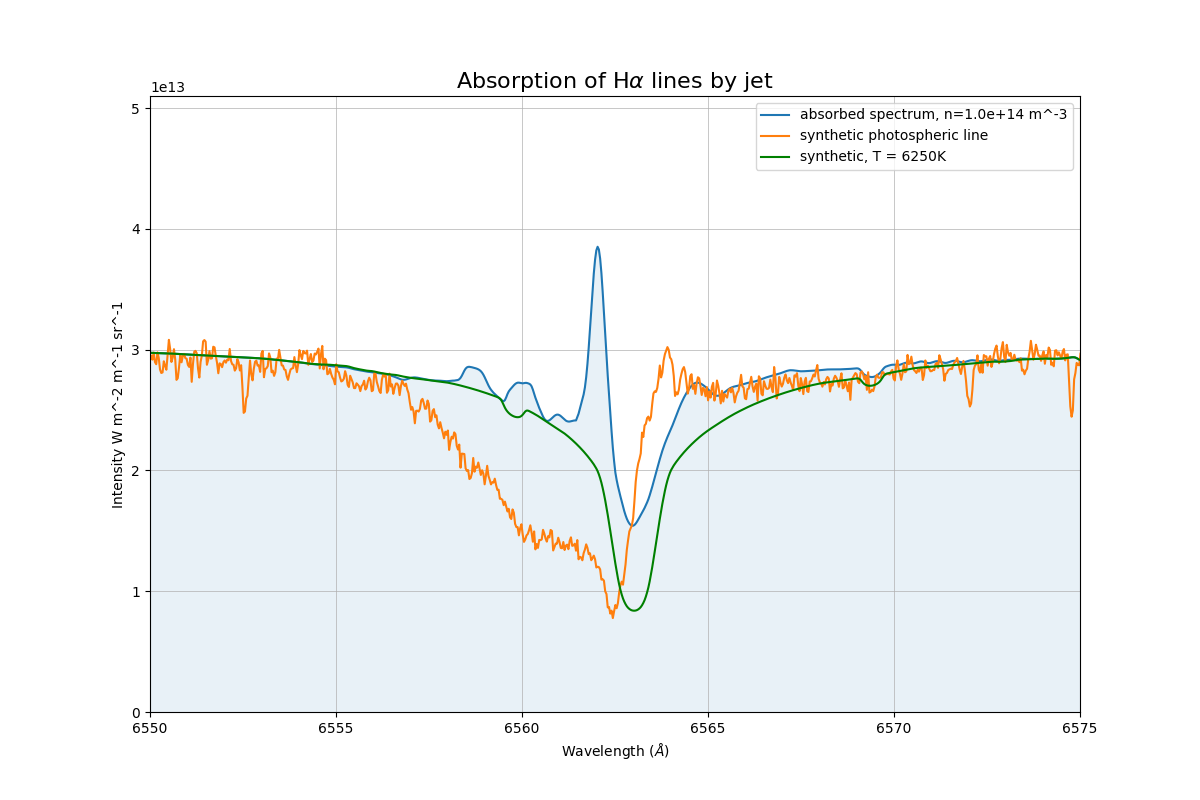 Absorption of Hα lines by jet
1e13
absorbed spectrum, n=1.0e+14 m^-3
synthetic photospheric line
synthetic, T = 6250K
5
4
3
2
1
0
Intensity W m^-2 m^-1 sr^-1
6550 6555 6560 6565 6570 6575
Wavelength (Å)